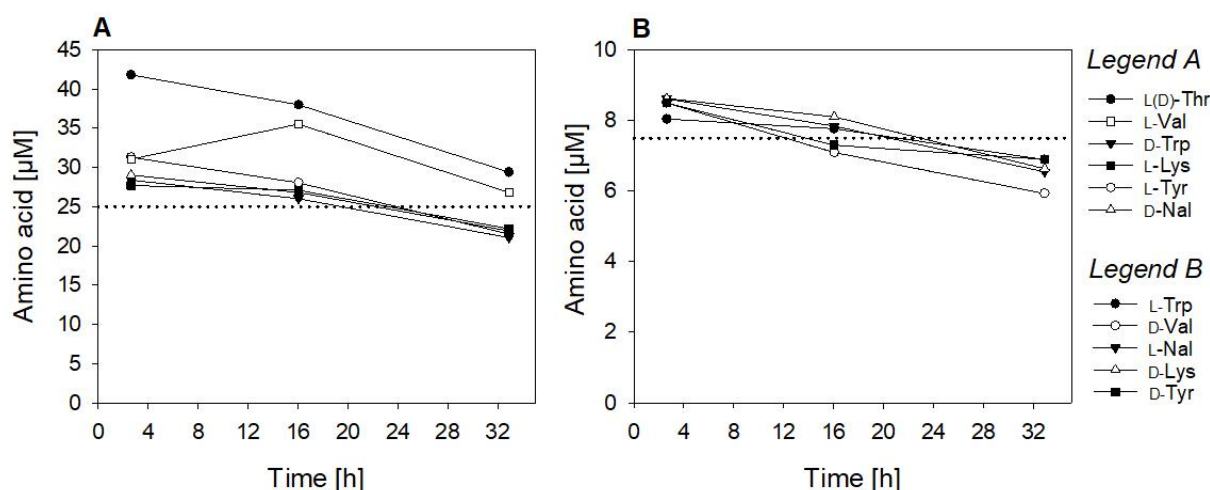 A
Amino acid [µM]
45
40
35
30
25
20
15
10
5
0
0 4 8 12 16 20 24 28 32
Time [h]
B
Amino acid [µM]
10
8
6
4
2
0
0 4 8 12 16 20 24 28 32
Time [h]
Legend A
L(D)-Thr
L-Val
D-Trp
L-Lys
L-Tyr
D-Nal
Legend B
L-Trp
D-Val
L-Nal
D-Lys
D-Tyr